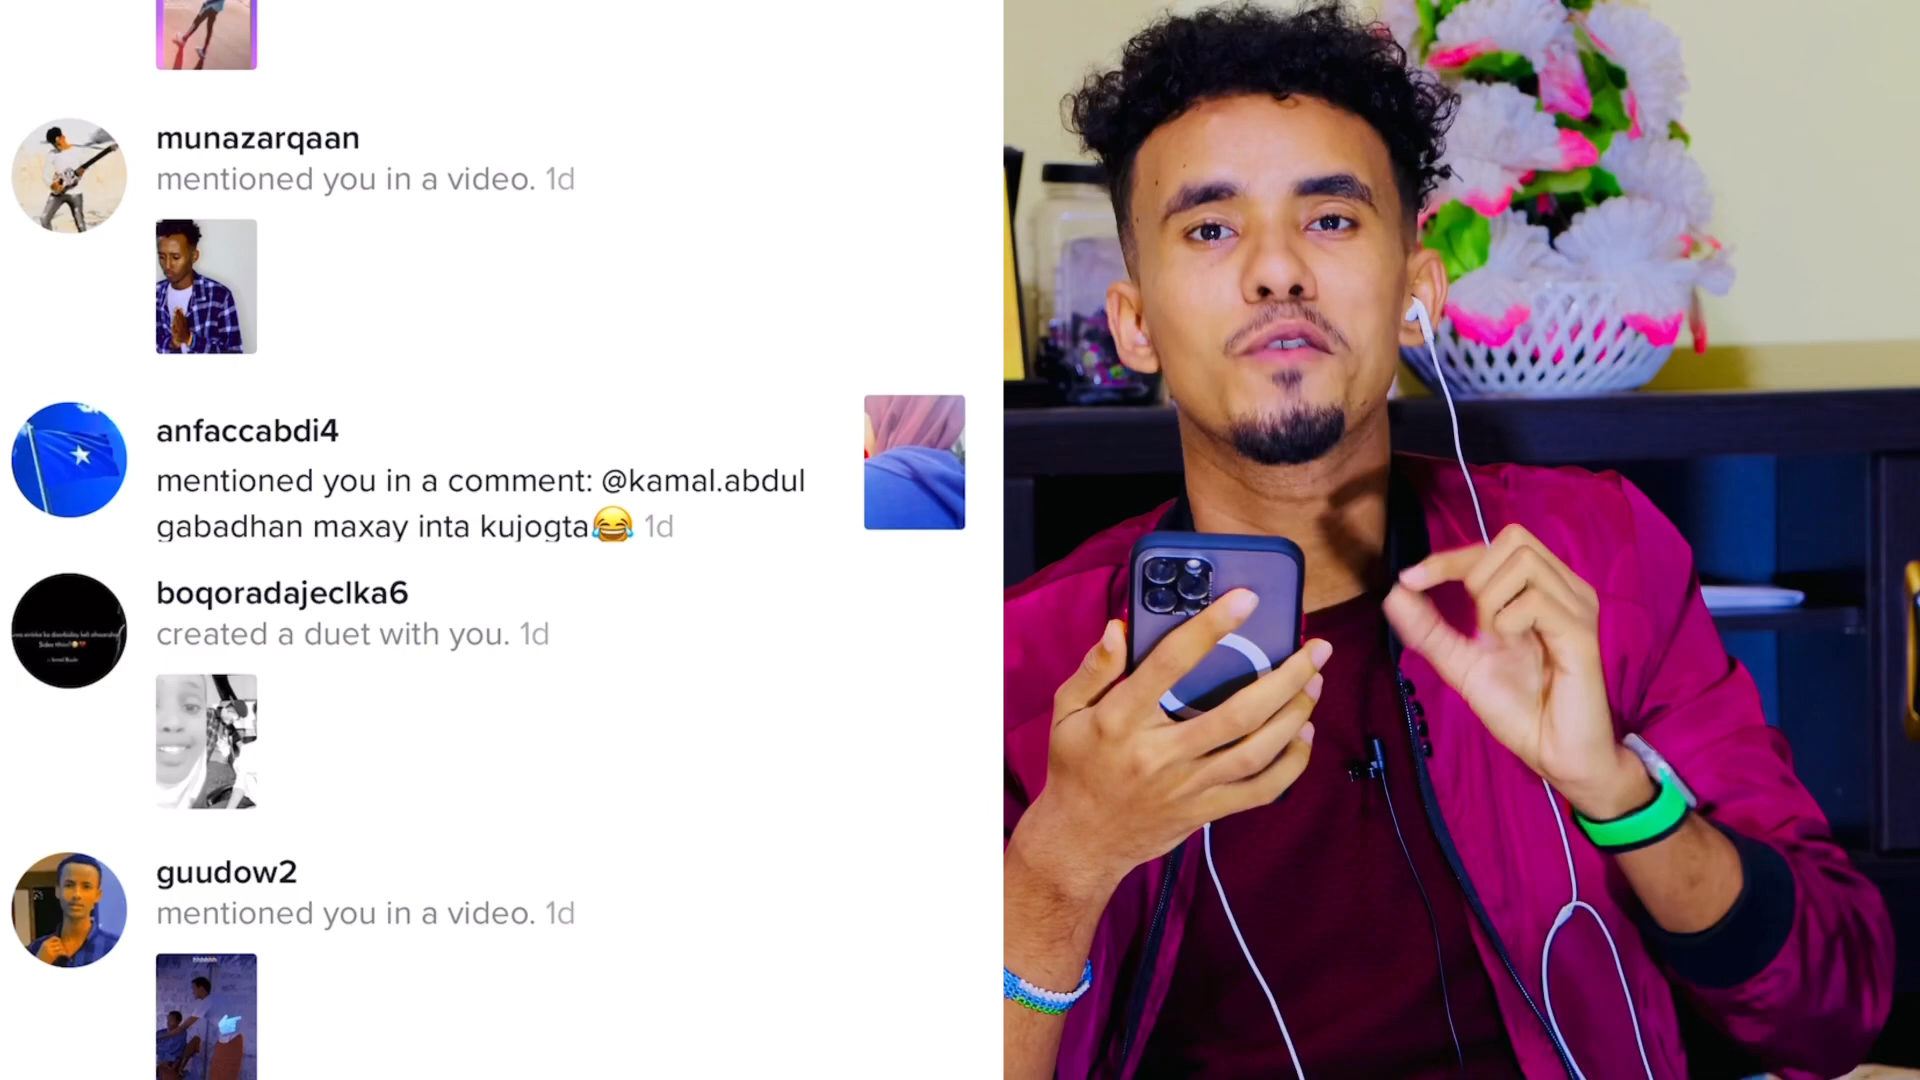 munazarqaan
mentioned you in a video. 1d
anfaccabdi4
mentioned you in a comment: @kamal.abdul
gabadhan maxay inta kujogta😂 1d
boqoradajeclka6
created a duet with you. 1d
guudow2
mentioned you in a video. 1d